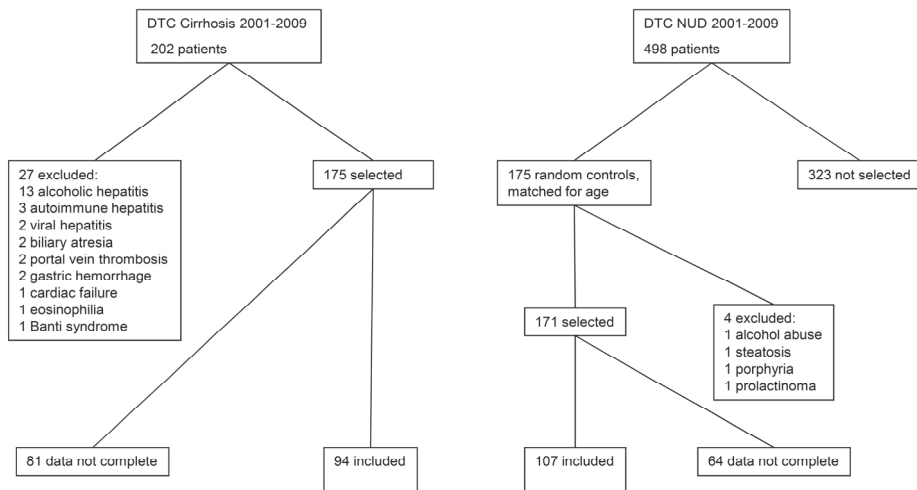 DTC Cirrhosis 2001-2009
202 patients
27 excluded:
13 alcoholic hepatitis
3 autoimmune hepatitis
2 viral hepatitis
2 biliary atresia
2 portal vein thrombosis
2 gastric hemorrhage
1 cardiac failure
1 eosinophilia
1 Banti syndrome
175 selected
81 data not complete
94 included
DTC NUD 2001-2009
498 patients
175 random controls,
matched for age
323 not selected
171 selected
4 excluded:
1 alcohol abuse
1 steatosis
1 porphyria
1 prolactinoma
107 included
64 data not complete